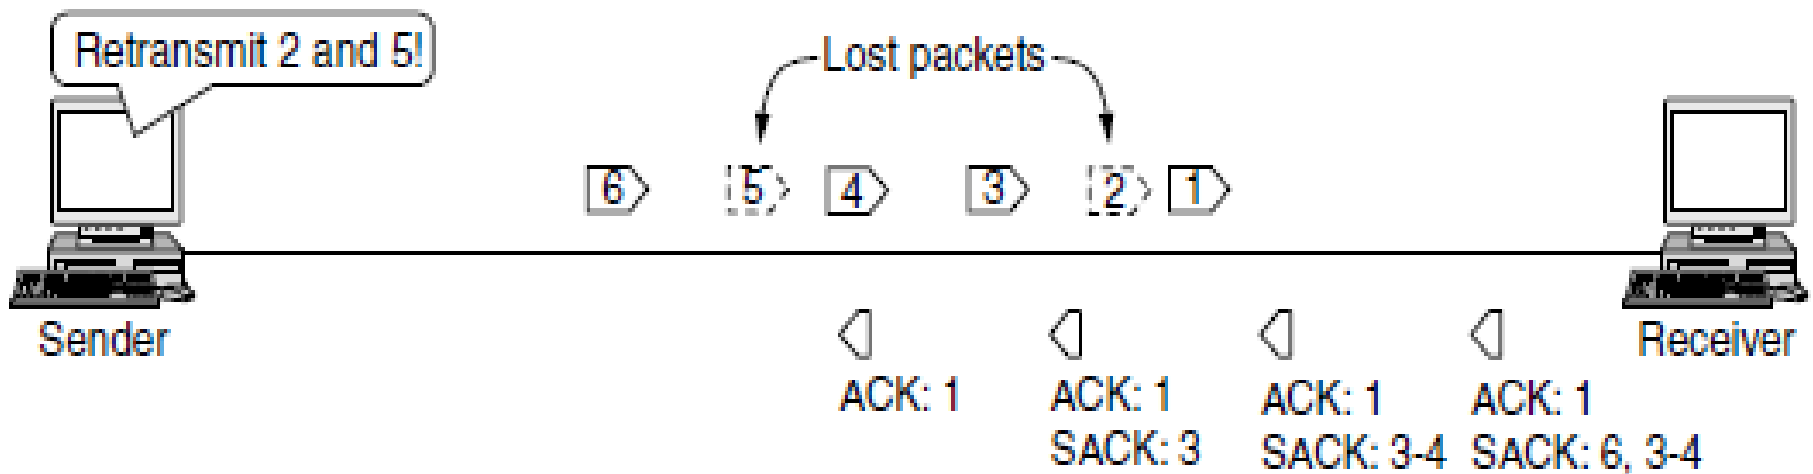 Retransmit 2 and 5!
Lost packets
6 5 4 3 2 1
Sender
Receiver
ACK: 1
ACK: 1
SACK: 3
ACK: 1
SACK: 3-4
ACK: 1
SACK: 6, 3-4